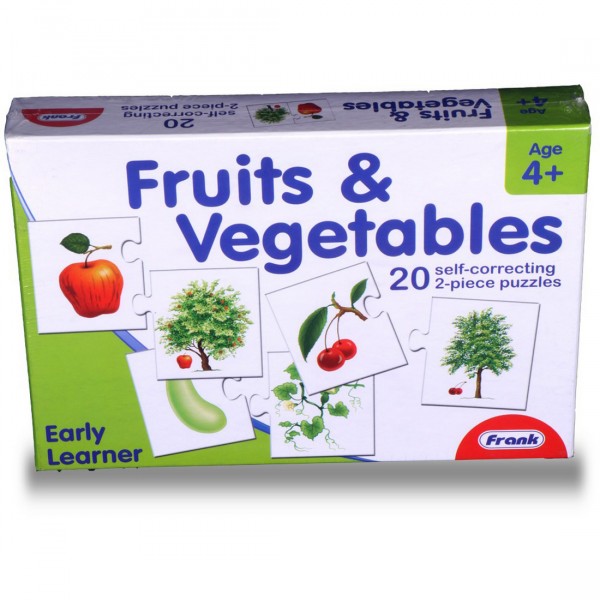 Frank
20 self-correcting
2-piece puzzles
Fruits &
Vegetables
Age
4+
Age
4+
Fruits &
Vegetables
20 self-correcting
2-piece puzzles
Early
Learner
Frank